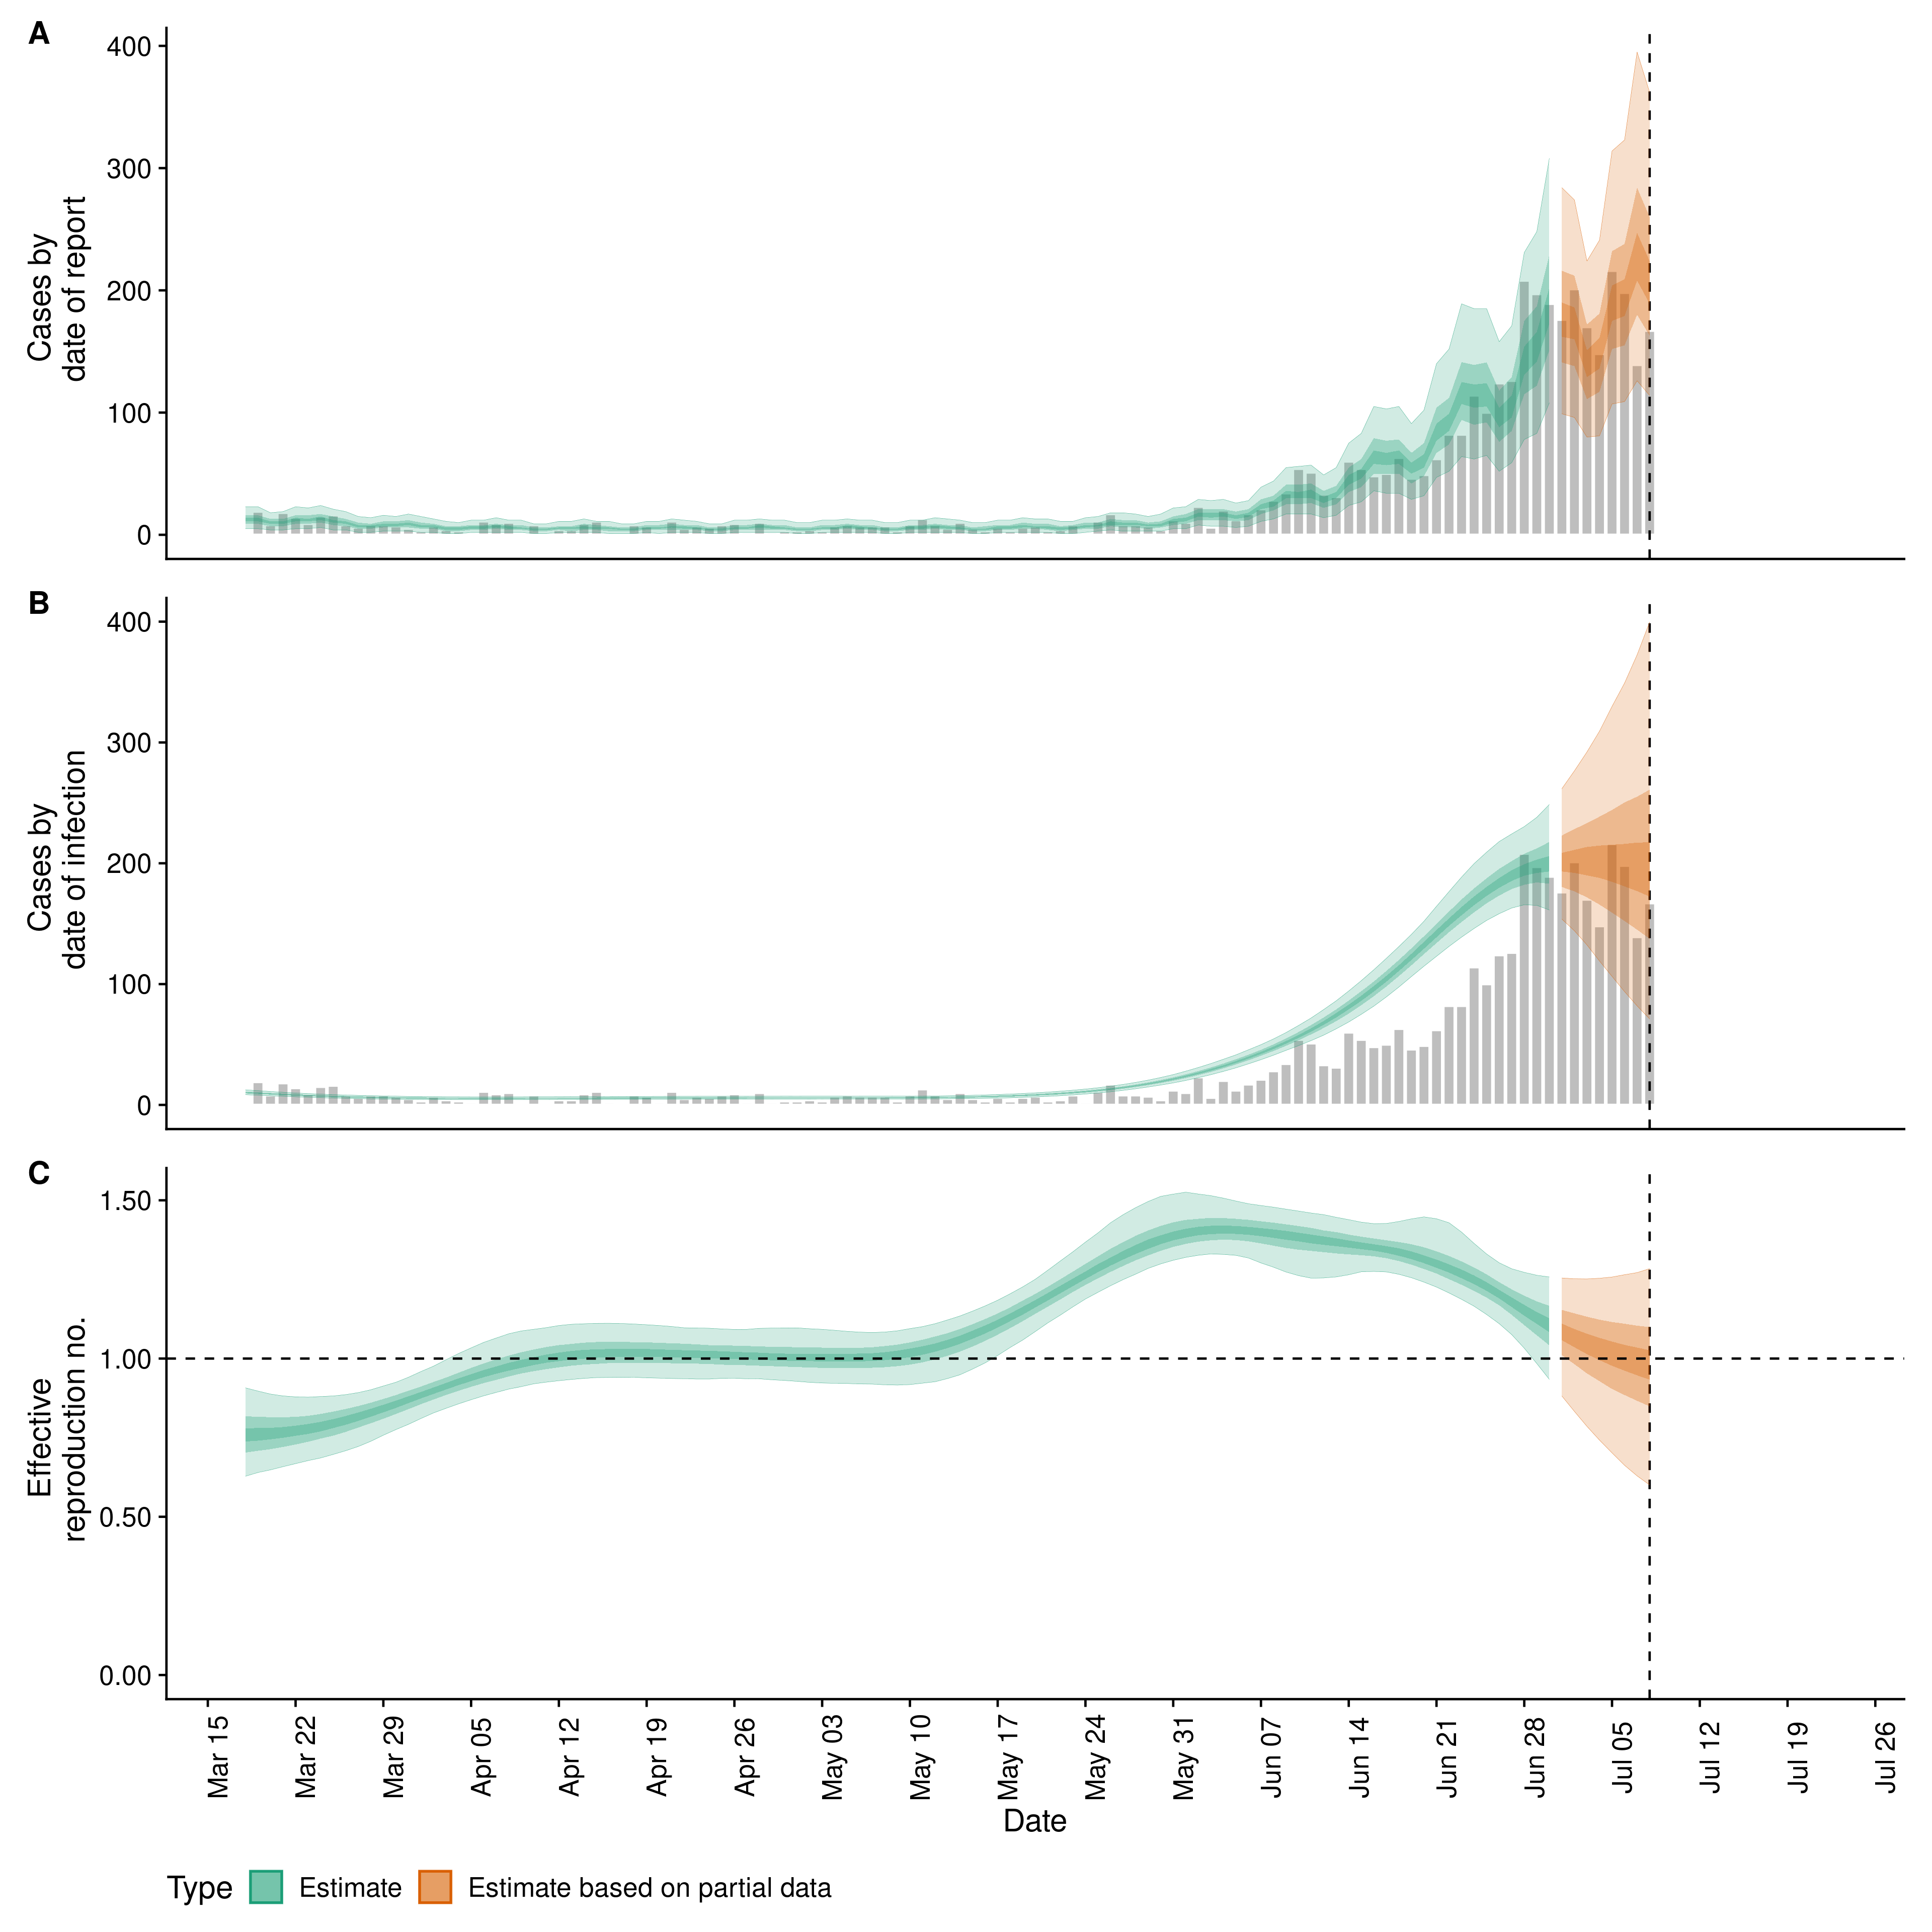 A
Cases by
date of report
400
300
200
100
0
B
Cases by
date of infection
400
300
200
100
0
C
Effective
reproduction no.
1.50
1.00
0.50
0.00
Mar 15
Mar 22
Mar 29
Apr 05
Apr 12
Apr 19
Apr 26
May 03
May 10
May 17
May 24
May 31
Jun 07
Jun 14
Jun 21
Jun 28
Jul 05
Jul 12
Jul 19
Jul 26
Date
Type Estimate Estimate based on partial data